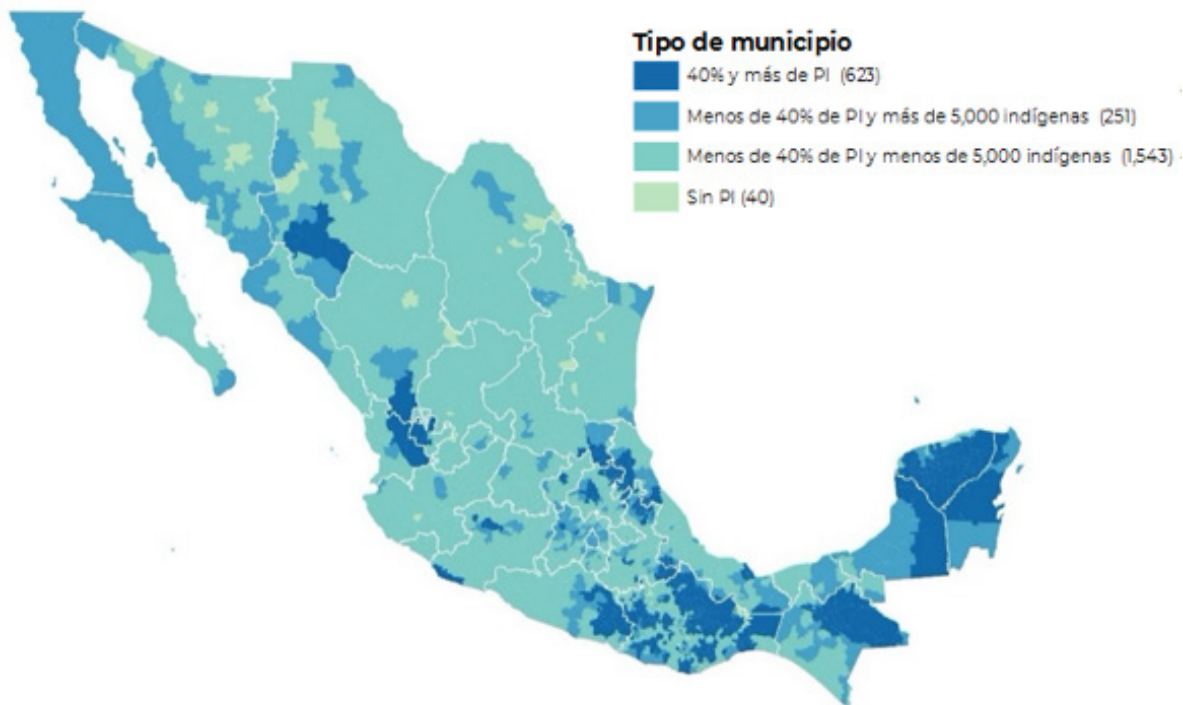 Tipo de municipio
40% y más de PI (623)
Menos de 40% de PI y más de 5,000 indígenas (251)
Menos de 40% de PI y menos de 5,000 indígenas (1,543)
Sin PI (40)